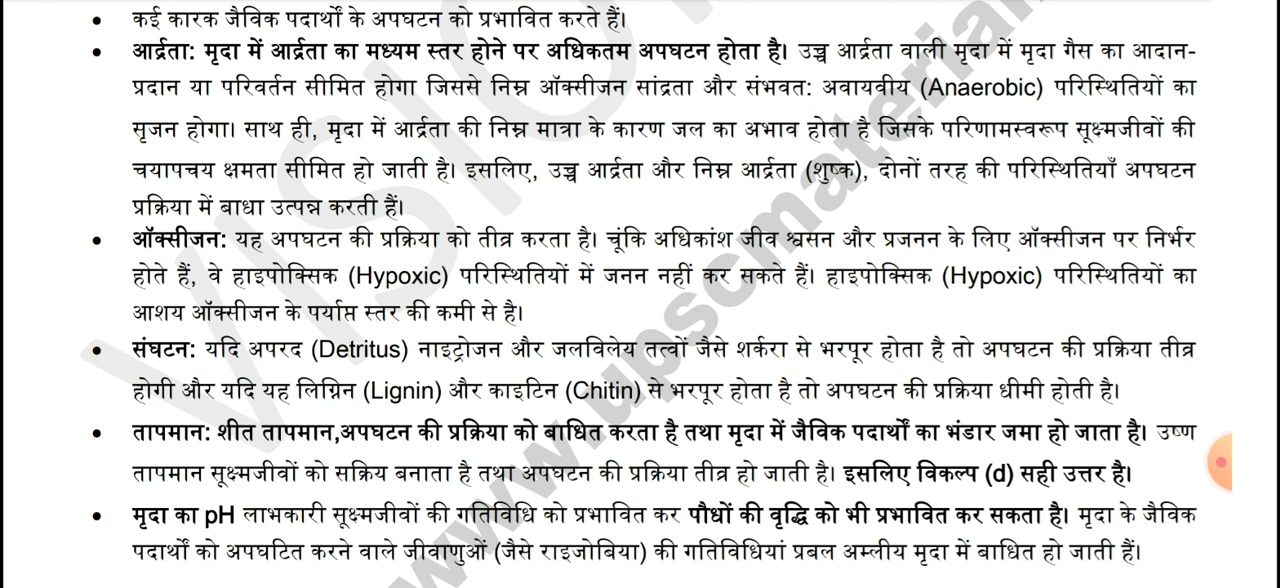 • कई कारक जैविक पदार्थों के अपघटन को प्रभावित करते हैं।
• आर्द्रता: मृदा में आर्द्रता का मध्यम स्तर होने पर अधिकतम अपघटन होता है। उच्च आर्द्रता वाली मृदा में मृदा गैस का आदान-
प्रदान या परिवर्तन सीमित होगा जिससे निम्न ऑक्सीजन सांद्रता और संभवत: अवायवीय (Anaerobic) परिस्थितियों का
सृजन होगा। साथ ही, मृदा में आर्द्रता की निम्न मात्रा के कारण जल का अभाव होता है जिसके परिणामस्वरूप सूक्ष्मजीवों की
चयापचय क्षमता सीमित हो जाती है। इसलिए, उच्च आर्द्रता और निम्न आर्द्रता (शुष्क), दोनों तरह की परिस्थितियाँ अपघटन
प्रक्रिया में बाधा उत्पन्न करती हैं।
• ऑक्सीजन: यह अपघटन की प्रक्रिया को तीव्र करता है। चूंकि अधिकांश जीव श्वसन और प्रजनन के लिए ऑक्सीजन पर निर्भर
होते हैं, वे हाइपोक्सिक (Hypoxic) परिस्थितियों में जनन नहीं कर सकते हैं। हाइपोक्सिक (Hypoxic) परिस्थितियों का
आशय ऑक्सीजन के पर्याप्त स्तर की कमी से है।
• संघटन: यदि अपरद (Detritus) नाइट्रोजन और जलविलेय तत्वों जैसे शर्करा से भरपूर होता है तो अपघटन की प्रक्रिया तीव्र
होगी और यदि यह लिग्निन (Lignin) और काइटिन (Chitin) से भरपूर होता है तो अपघटन की प्रक्रिया धीमी होती है।
• तापमान: शीत तापमान,अपघटन की प्रक्रिया को बाधित करता है तथा मृदा में जैविक पदार्थों का भंडार जमा हो जाता है। उष्ण
तापमान सूक्ष्मजीवों को सक्रिय बनाता है तथा अपघटन की प्रक्रिया तीव्र हो जाती है। इसलिए विकल्प (d) सही उत्तर है।
• मृदा का pH लाभकारी सूक्ष्मजीवों की गतिविधि को प्रभावित कर पौधों की वृद्धि को भी प्रभावित कर सकता है। मृदा के जैविक
पदार्थों को अपघटित करने वाले जीवाणुओं (जैसे राइजोबिया) की गतिविधियां प्रबल अम्लीय मृदा में बाधित हो जाती हैं।
VISIO
www.upscmaterial